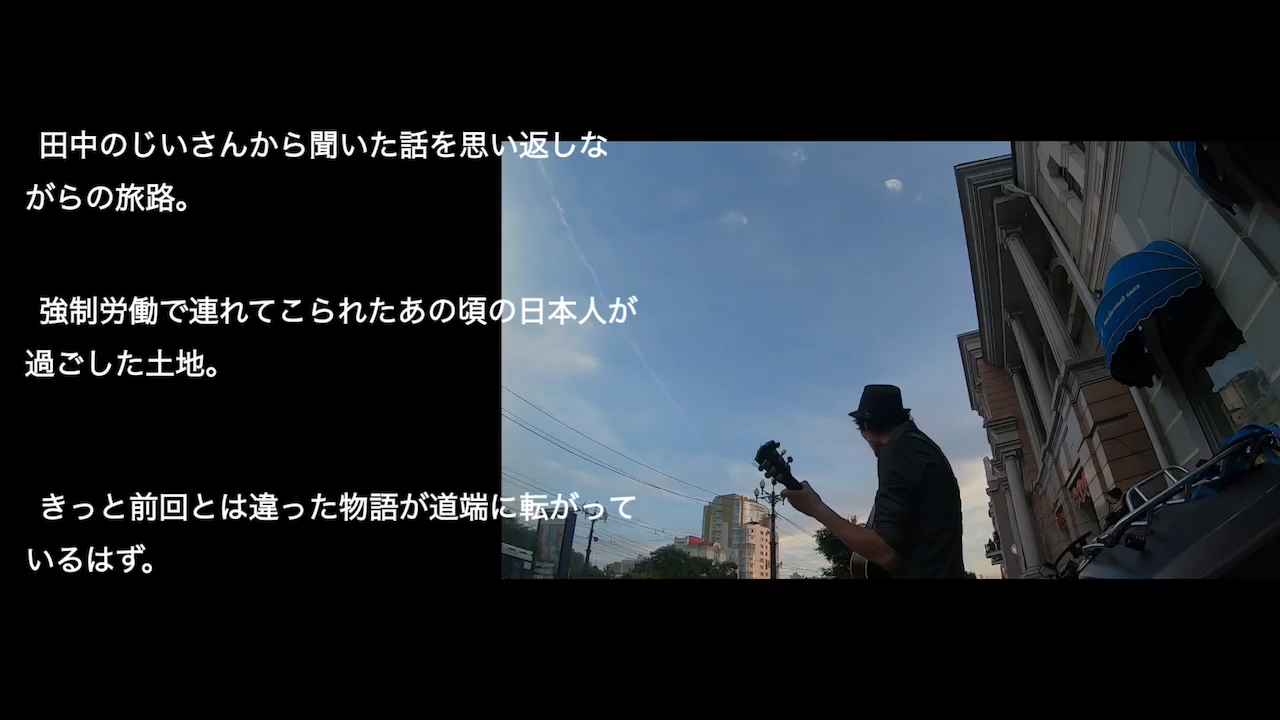 田中のじいさんから聞いた話を思い返しな
がらの旅路。
強制労働で連れてこられたあの頃の日本人が
過ごした土地。
きっと前回とは違った物語が道端に転がって
いるはず。